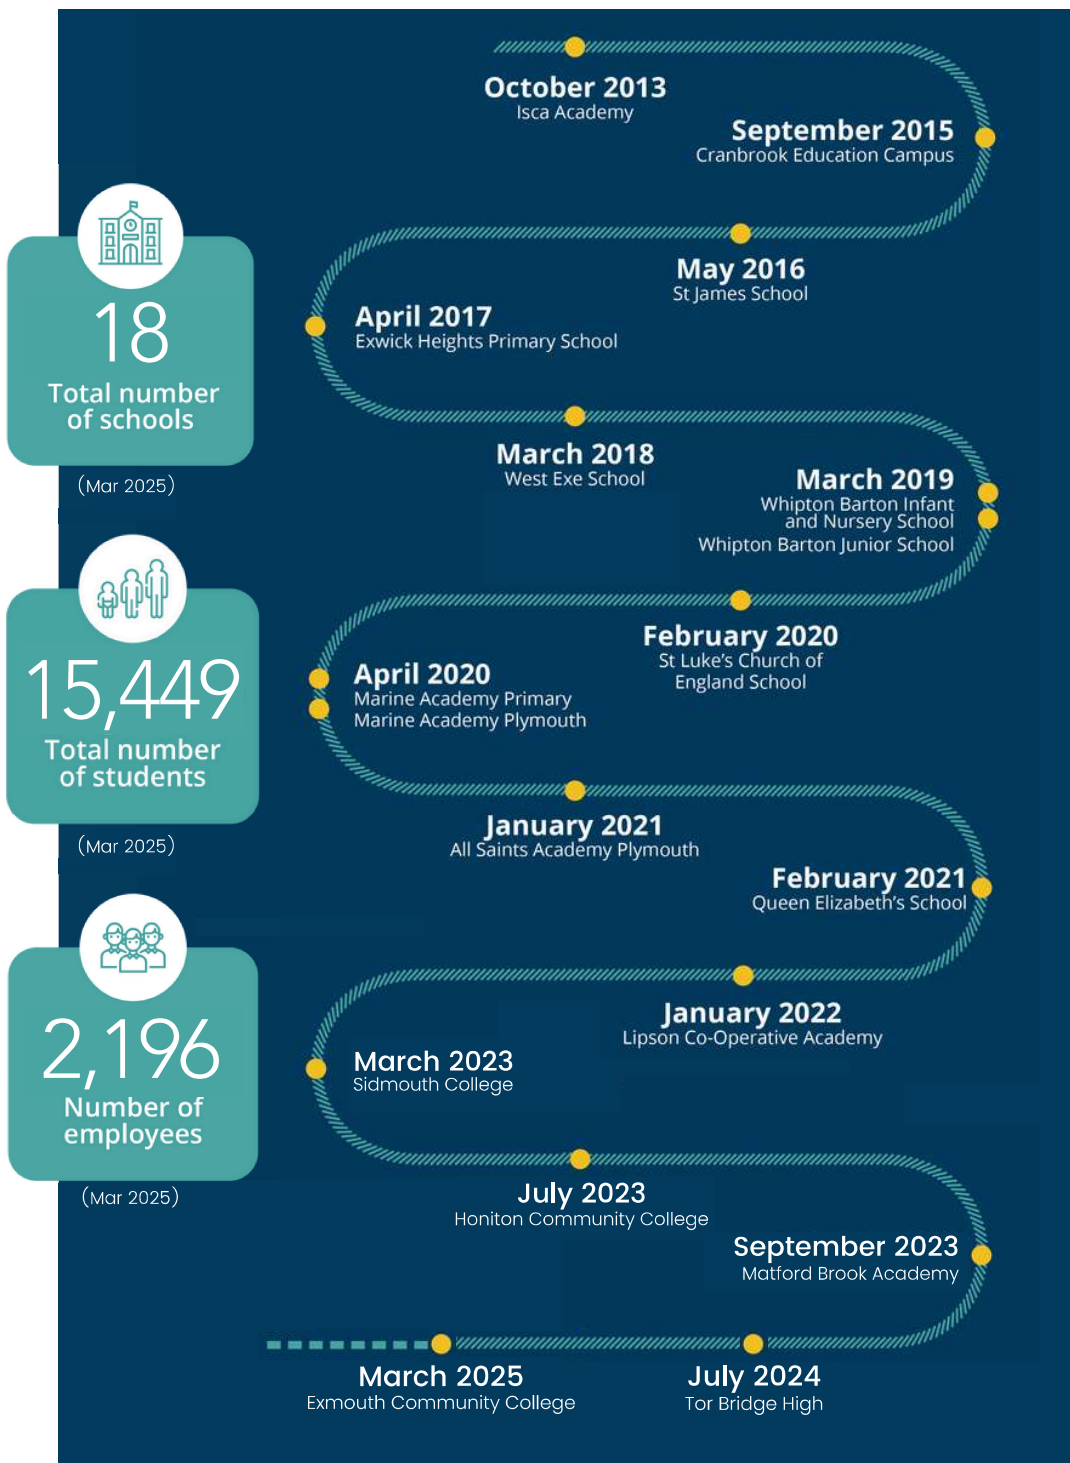 October 2013
Isca Academy
September 2015
Cranbrook Education Campus
May 2016
St James School
April 2017
Exwick Heights Primary School
March 2018
West Exe School
March 2019
Whipton Barton Infant
and Nursery School
Whipton Barton Junior School
February 2020
St Luke's Church of
England School
April 2020
Marine Academy Primary
Marine Academy Plymouth
January 2021
All Saints Academy Plymouth
February 2021
Queen Elizabeth's School
January 2022
Lipson Co-Operative Academy
March 2023
Sidmouth College
July 2023
Honiton Community College
September 2023
Matford Brook Academy
July 2024
Tor Bridge High
March 2025
Exmouth Community College
18
Total number
of schools
(Mar 2025)
15,449
Total number
of students
(Mar 2025)
2,196
Number of
employees
(Mar 2025)